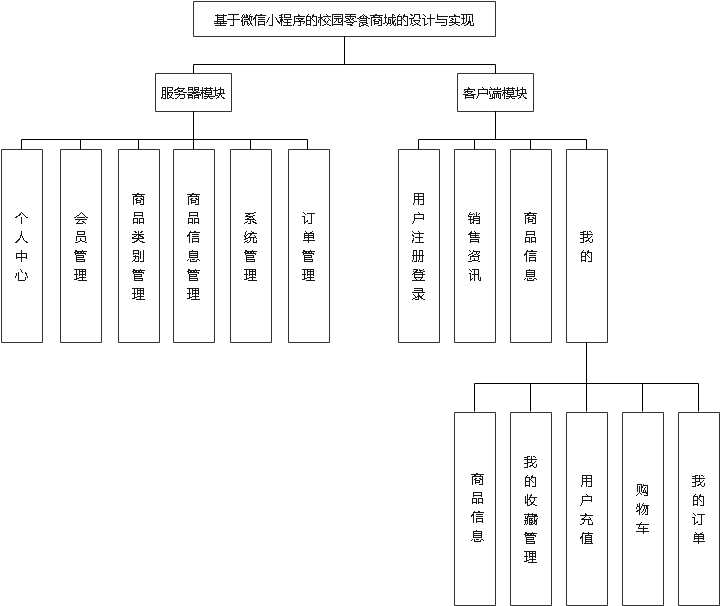 基于微信小程序的校园零食商城的设计与实现
服务器模块
客户端模块
个人中心
会员管理
商品类别管理
商品信息管理
系统管理
订单管理
用户注册登录
销售资讯
商品信息
我的
商品信息
我的收藏管理
用户充值
购物车
我的订单